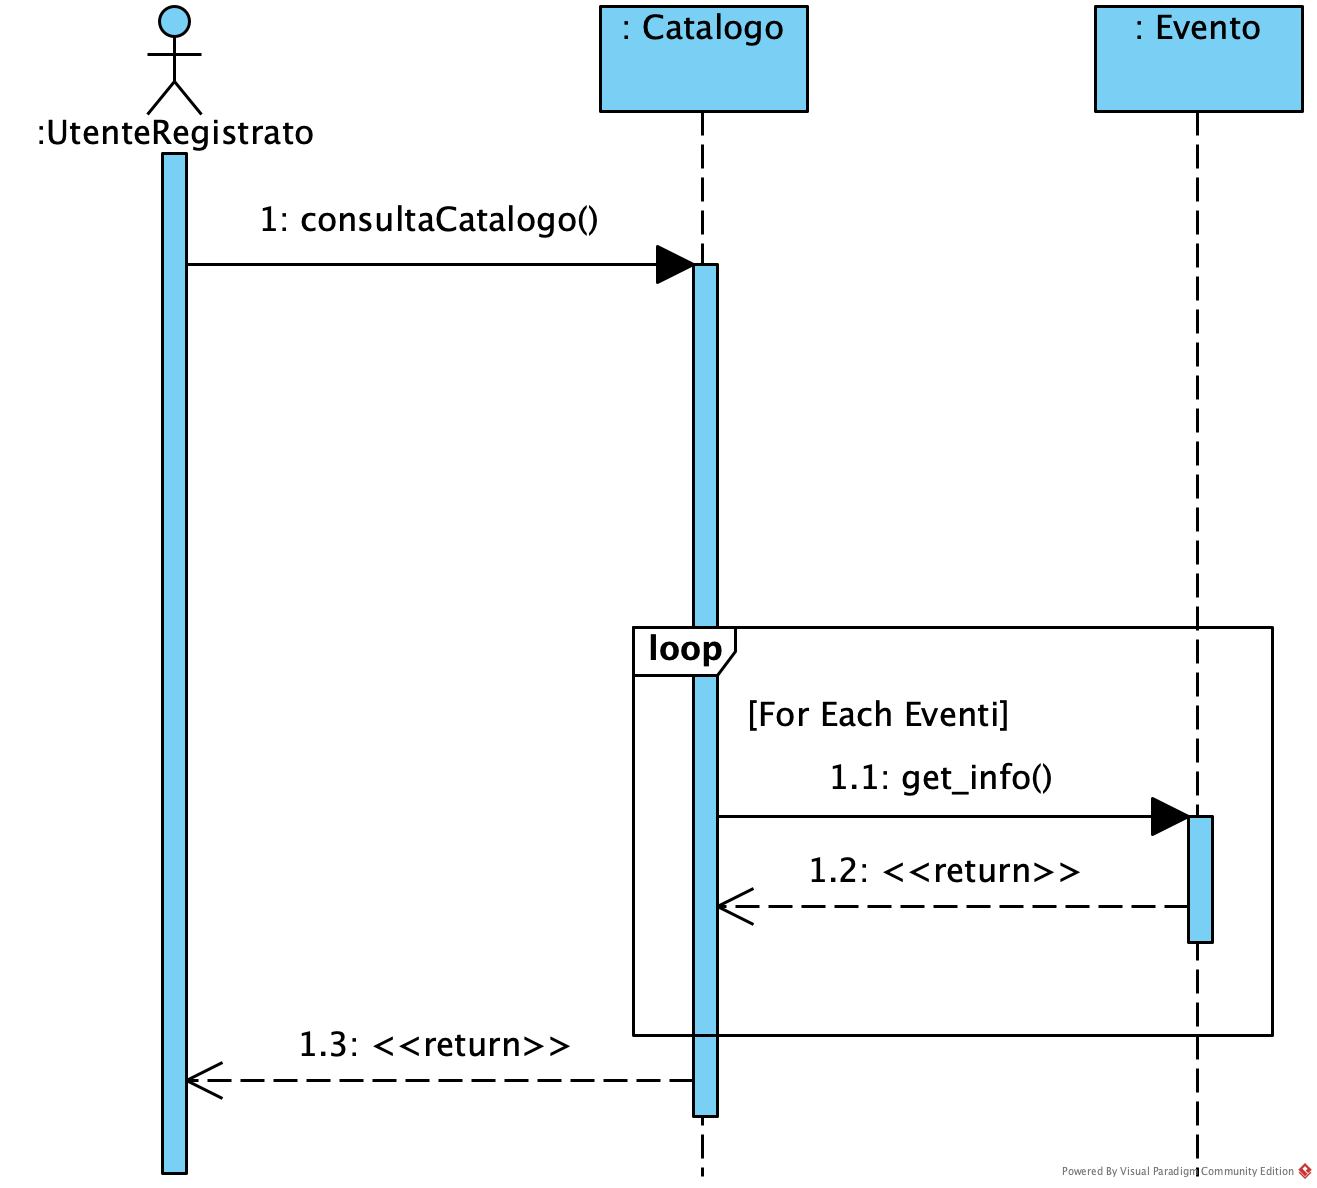 : Catalogo
: Evento
:UtenteRegistrato
1: consultaCatalogo()
loop
[For Each Eventi]
1.1: get_info()
1.2: <<return>>
1.3: <<return>>
Powered By Visual Paradigm Community Edition